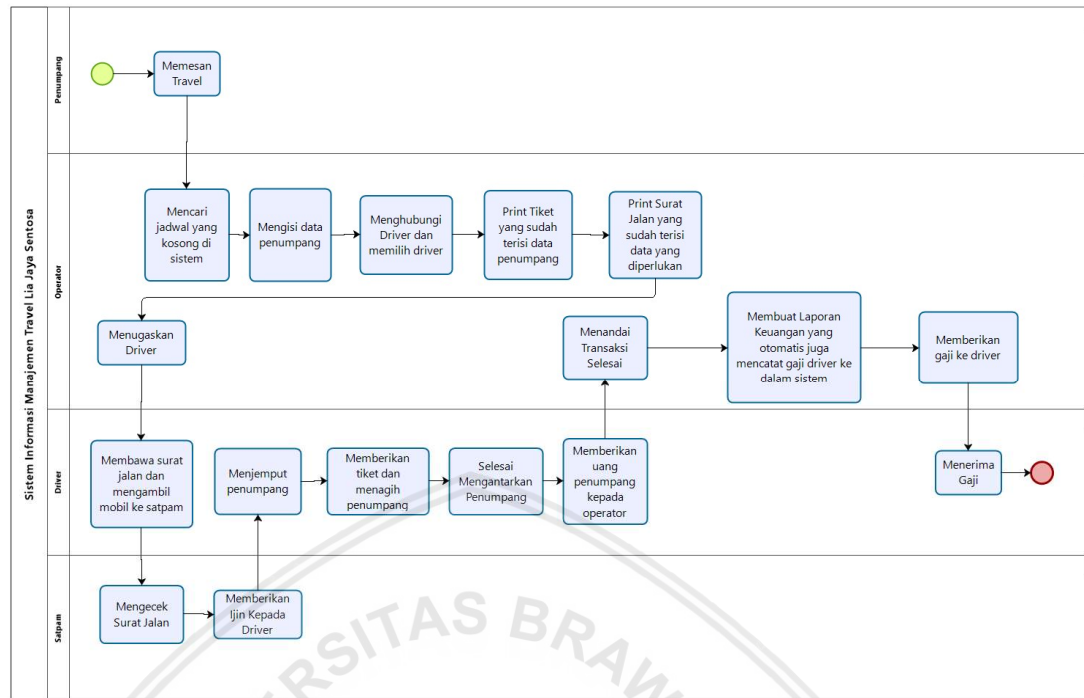 Sistem Informasi Manajemen Travel Lia Jaya Sentosa
Penumpang
Memesan
Travel
Operator
Mencari
jadwal yang
kosong di
sistem
Mengisi data
penumpang
Menghubungi
Driver dan
memilih driver
Print Tiket
yang sudah
terisi data
penumpang
Print Surat
Jalan yang
sudah terisi
data yang
diperlukan
Menugaskan
Driver
Menandai
Transaksi
Selesai
Membuat Laporan
Keuangan yang
otomatis juga
mencatat gaji driver ke
dalam sistem
Memberikan
gaji ke driver
Driver
Membawa surat
jalan dan
mengambil
mobil ke satpam
Menjemput
penumpang
Memberikan
tiket dan
menagih
penumpang
Selesai
Mengantarkan
Penumpang
Memberikan
uang
penumpang
kepada
operator
Menerima
Gaji
Satpam
Mengecek
Surat Jalan
Memberikan
Ijin Kepada
Driver
ERSITAS BRAW